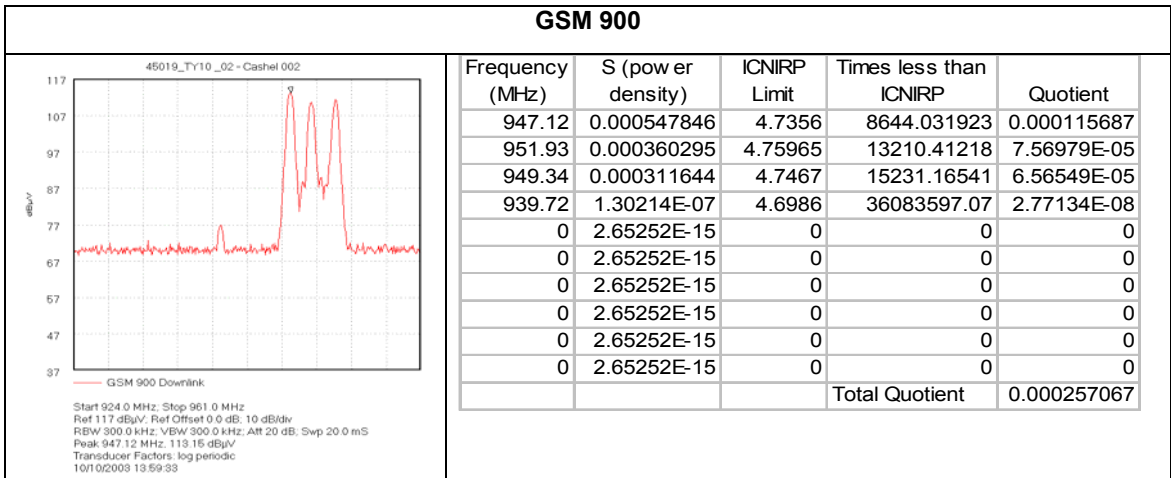 GSM 900
45019_TY10 _02 - Cashel 002
117
107
97
87
77
67
57
47
37
dBµV
GSM 900 Downlink
Start 924.0 MHz; Stop 961.0 MHz
Ref 117 dBµV; Ref Offset 0.0 dB; 10 dB/div
RBW 300.0 kHz; VBW 300.0 kHz; Att 20 dB; Swp 20.0 mS
Peak 947.12 MHz, 113.15 dBµV
Transducer Factors: log periodic
10/10/2003 13:59:33
Frequency (MHz) S (pow er density) ICNIRP Limit Times less than ICNIRP Quotient
947.12 0.000547846 4.7356 8644.031923 0.000115687
951.93 0.000360295 4.75965 13210.41218 7.56979E-05
949.34 0.000311644 4.7467 15231.16541 6.56549E-05
939.72 1.30214E-07 4.6986 36083597.07 2.77134E-08
0 2.65252E-15 0 0 0
0 2.65252E-15 0 0 0
0 2.65252E-15 0 0 0
0 2.65252E-15 0 0 0
0 2.65252E-15 0 0 0
0 2.65252E-15 0 0 0
Total Quotient 0.000257067